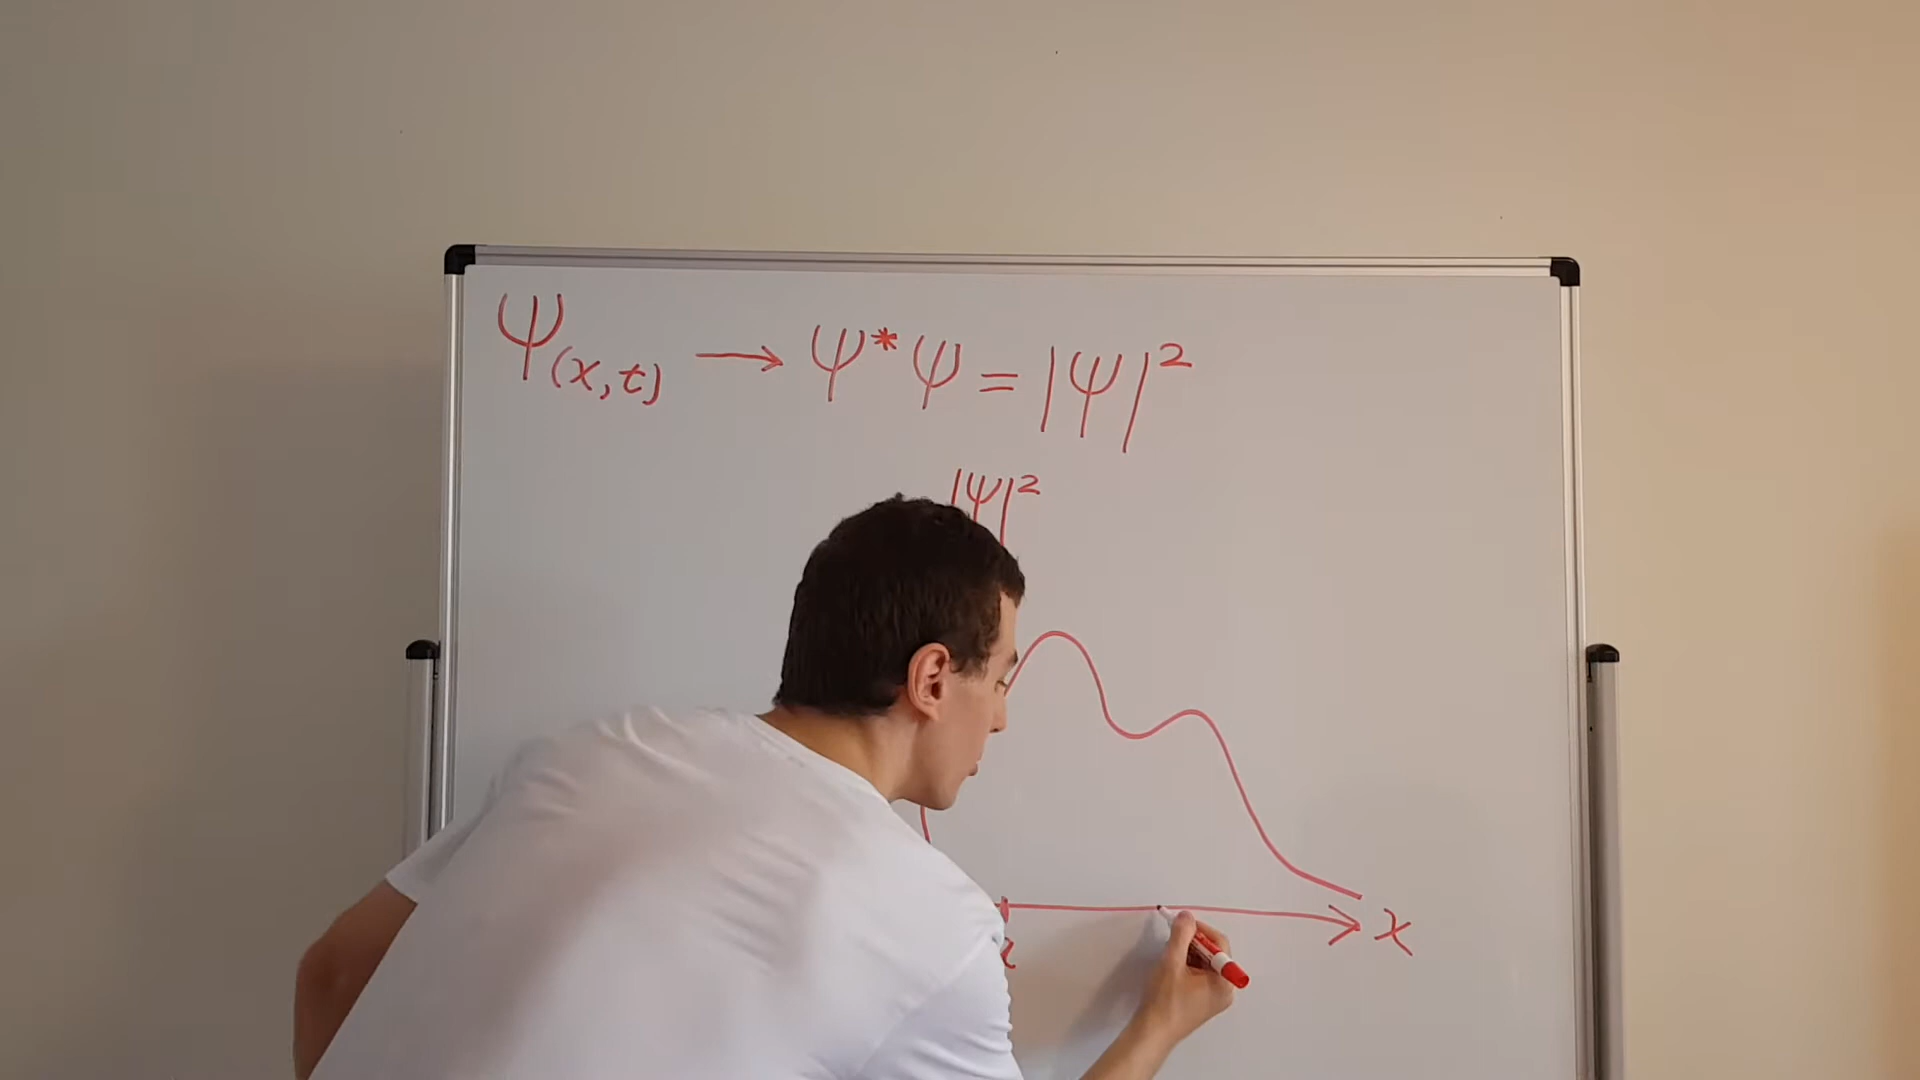 Ψ(x,t) → Ψ*Ψ = |Ψ|²
|Ψ|²
x